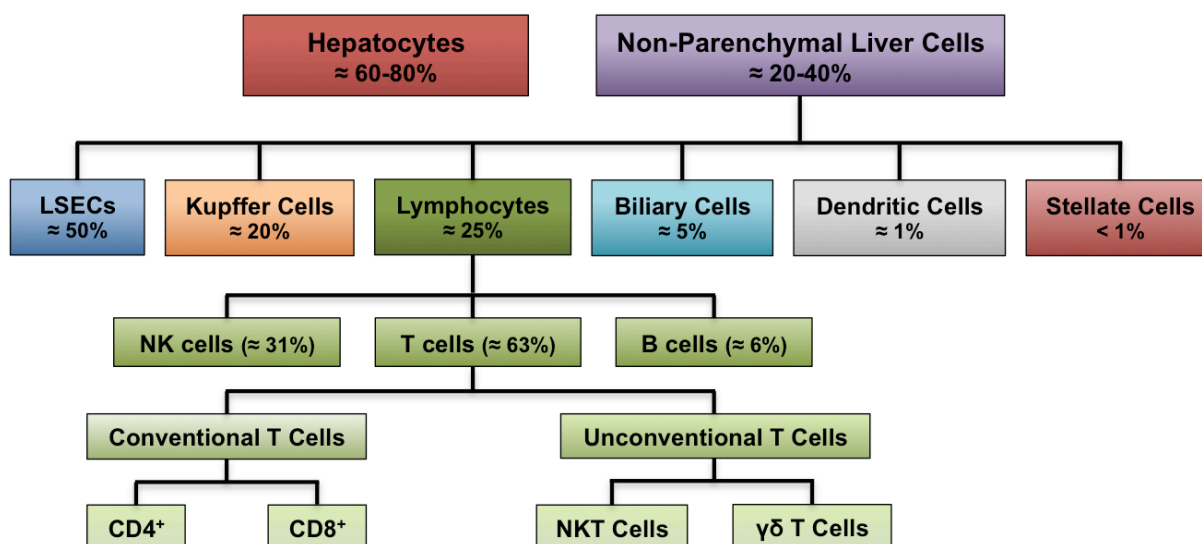 Hepatocytes
≈ 60-80%
Non-Parenchymal Liver Cells
≈ 20-40%
LSECs
≈ 50%
Kupffer Cells
≈ 20%
Lymphocytes
≈ 25%
Biliary Cells
≈ 5%
Dendritic Cells
≈ 1%
Stellate Cells
< 1%
NK cells (≈ 31%)
T cells (≈ 63%)
B cells (≈ 6%)
Conventional T Cells
Unconventional T Cells
CD4⁺
CD8⁺
NKT Cells
γδ T Cells